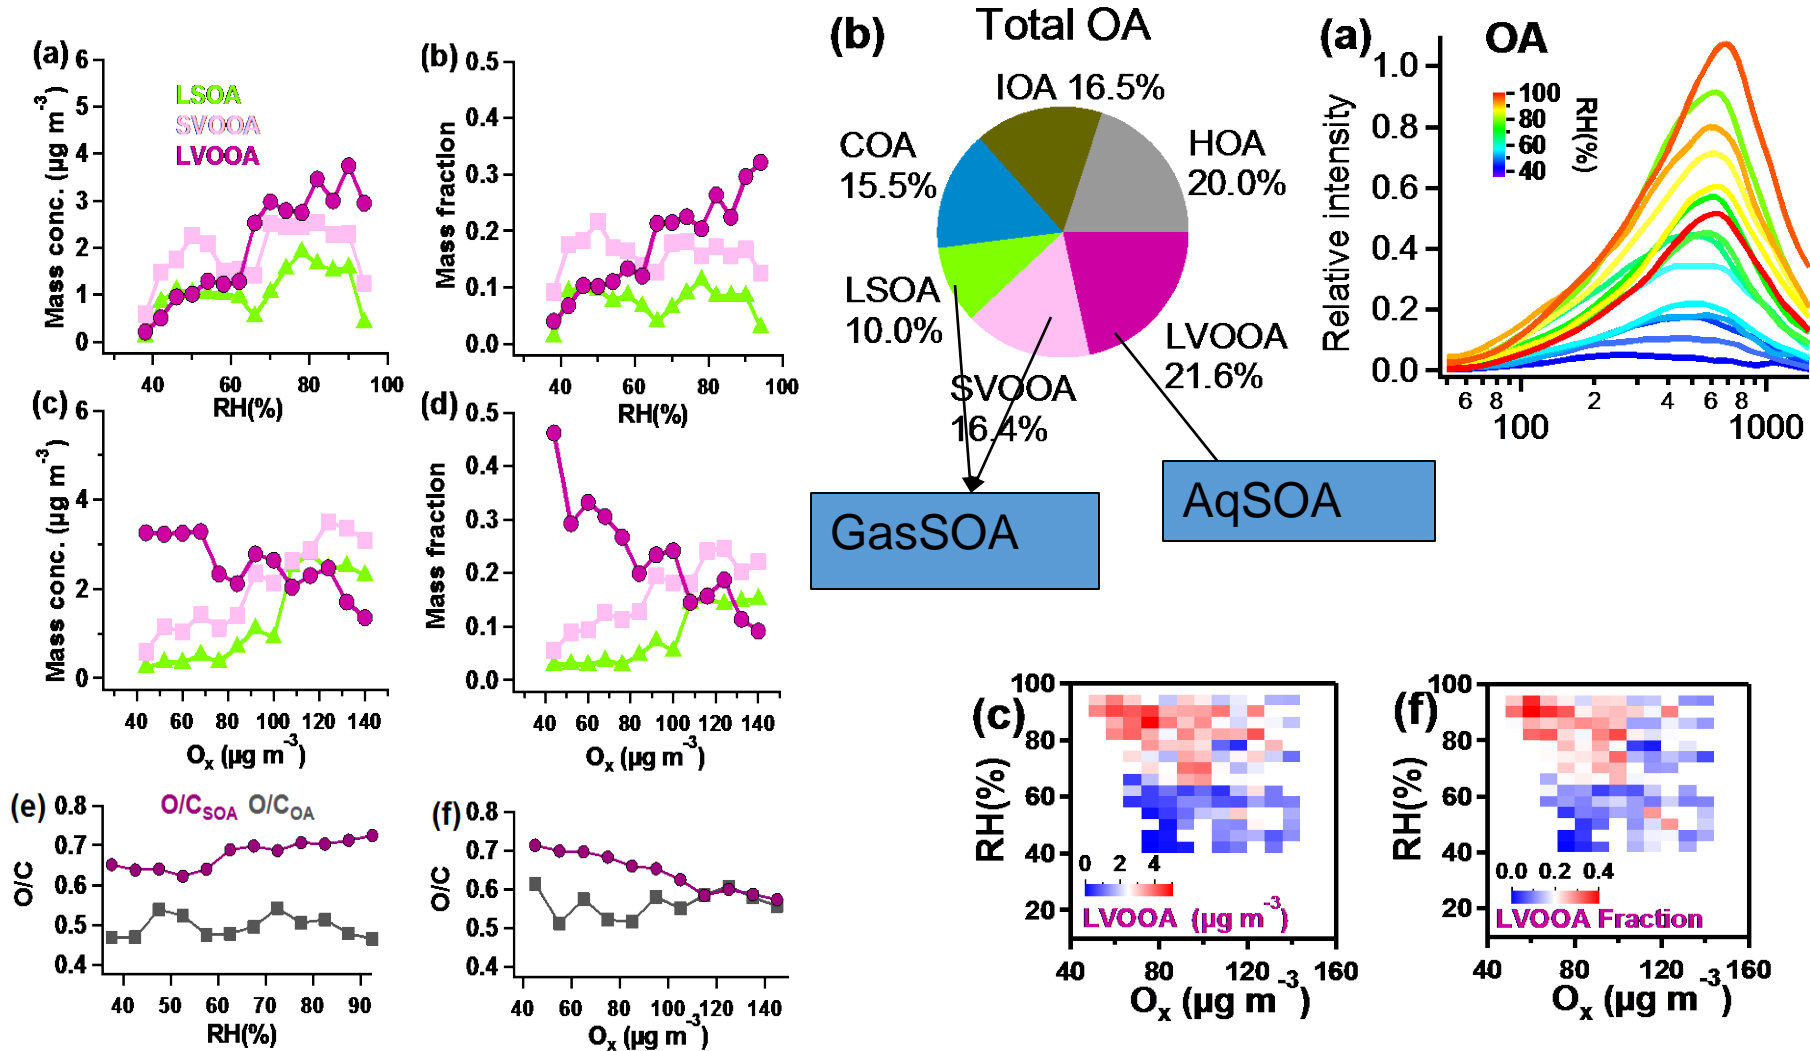 (a)
6
5
4
3
2
1
0
Mass conc. (µg m⁻³)
LSOA
SVOOA
LVOOA
40 60 80 100
RH(%)
(b)
0.5
0.4
0.3
0.2
0.1
0.0
Mass fraction
40 60 80 100
RH(%)
(c)
6
4
2
0
Mass conc. (µg m⁻³)
40 60 80 100 120 140
Oₓ (µg m⁻³)
(d)
0.5
0.4
0.3
0.2
0.1
0.0
Mass fraction
40 60 80 100 120 140
Oₓ (µg m⁻³)
(e)
0.8
0.7
0.6
0.5
0.4
O/C
O/C_SOA O/C_OA
40 50 60 70 80 90
RH(%)
(f)
0.8
0.7
0.6
0.5
0.4
O/C
40 60 80 100 120 140
Oₓ (µg m⁻³)
(b)
Total OA
IOA 16.5%
COA
15.5%
HOA
20.0%
LSOA
10.0%
SVOOA
16.4%
LVOOA
21.6%
GasSOA
AqSOA
(a)
OA
1.0
0.8
0.6
0.4
0.2
0.0
Relative intensity
100
80
60
40
RH(%)
6 8 2 4 6 8
100 1000
(c)
100
80
60
40
20
RH(%)
0 2 4
LVOOA (µg m⁻³)
40 80 120 160
Oₓ (µg m⁻³)
(f)
100
80
60
40
20
RH(%)
0.0 0.2 0.4
LVOOA Fraction
40 80 120 160
Oₓ (µg m⁻³)